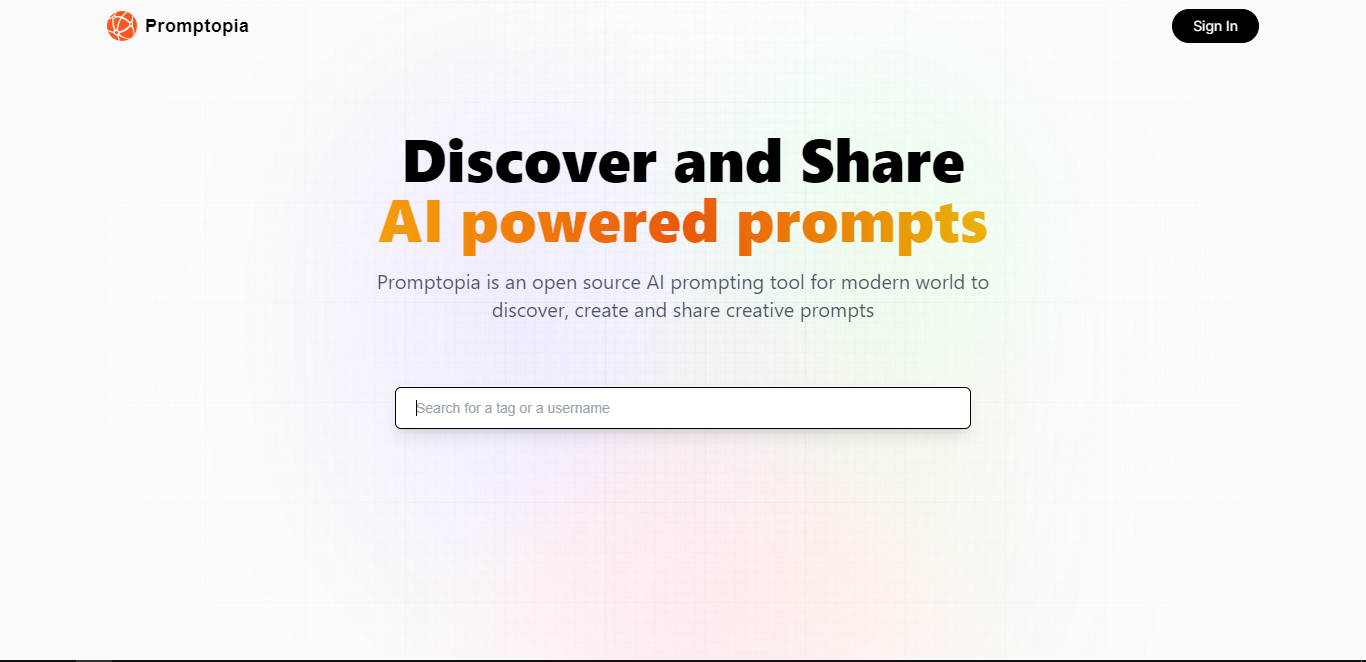 Promptopia
Sign In
Discover and Share
AI powered prompts
Promptopia is an open source AI prompting tool for modern world to
discover, create and share creative prompts
Search for a tag or a username